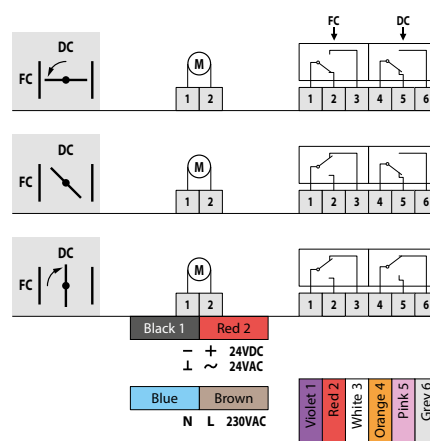 FC DC
DC
FC
M
1 2
1 2 3 4 5 6
DC
FC
M
1 2
1 2 3 4 5 6
DC
FC
M
1 2
1 2 3 4 5 6
Black 1 Red 2
− + 24VDC
⊥ ~ 24VAC
Blue Brown
N L 230VAC
Violet 1
Red 2
White 3
Orange 4
Pink 5
Grey 6